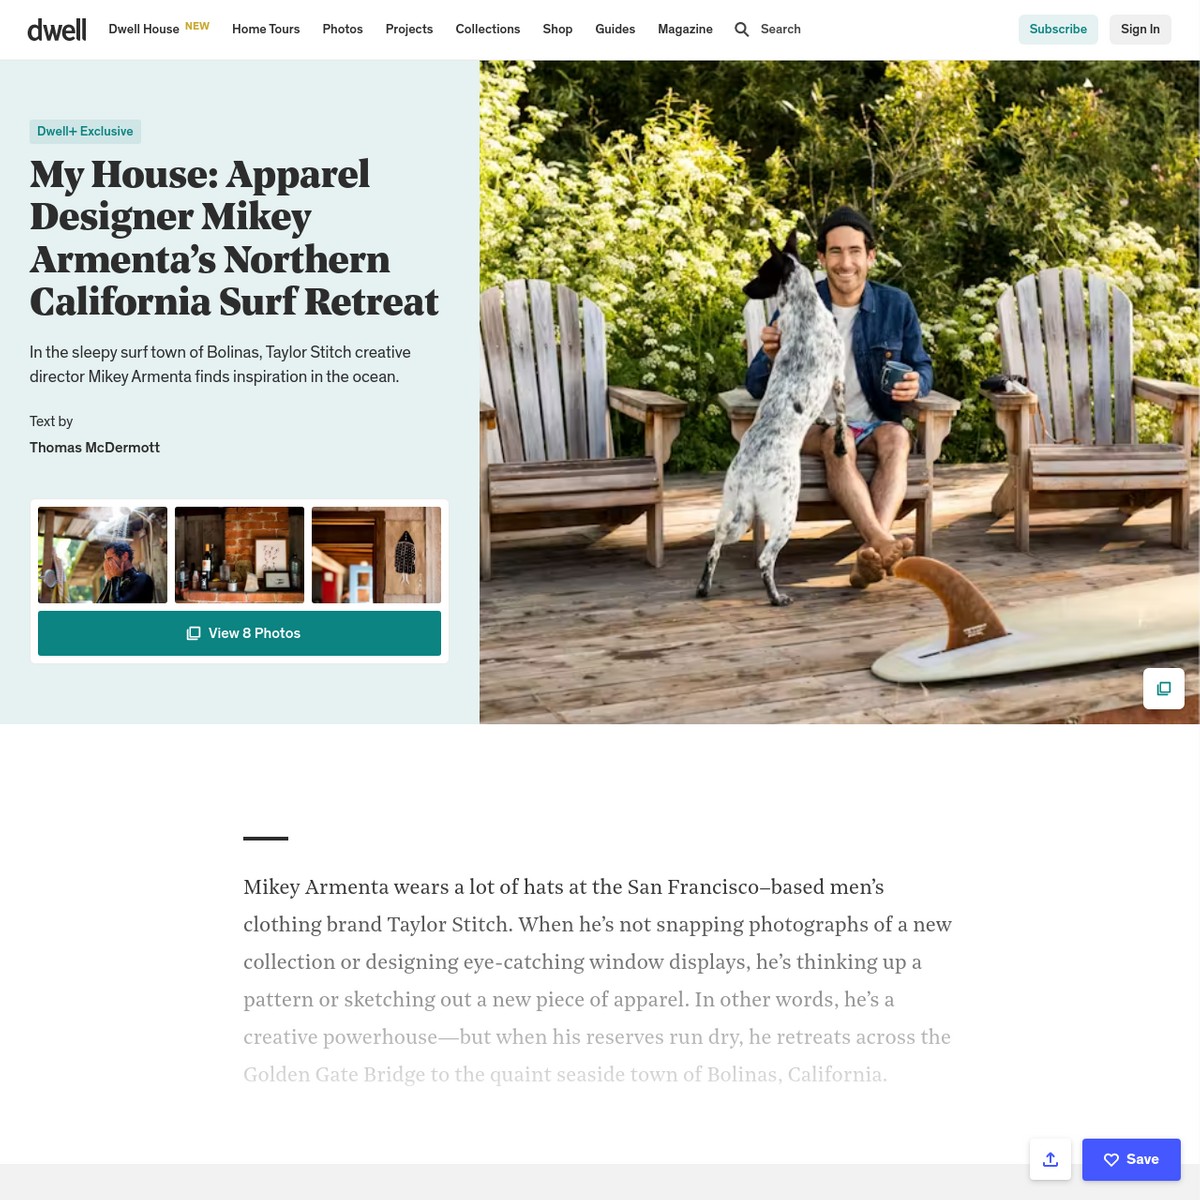 dwell
Dwell House NEW
Home Tours
Photos
Projects
Collections
Shop
Guides
Magazine
Search
Subscribe
Sign In
Dwell+ Exclusive
My House: Apparel
Designer Mikey
Armenta’s Northern
California Surf Retreat
In the sleepy surf town of Bolinas, Taylor Stitch creative
director Mikey Armenta finds inspiration in the ocean.
Text by
Thomas McDermott
View 8 Photos
Mikey Armenta wears a lot of hats at the San Francisco–based men’s
clothing brand Taylor Stitch. When he’s not snapping photographs of a new
collection or designing eye-catching window displays, he’s thinking up a
pattern or sketching out a new piece of apparel. In other words, he’s a
creative powerhouse—but when his reserves run dry, he retreats across the
Golden Gate Bridge to the quaint seaside town of Bolinas, California.
Save